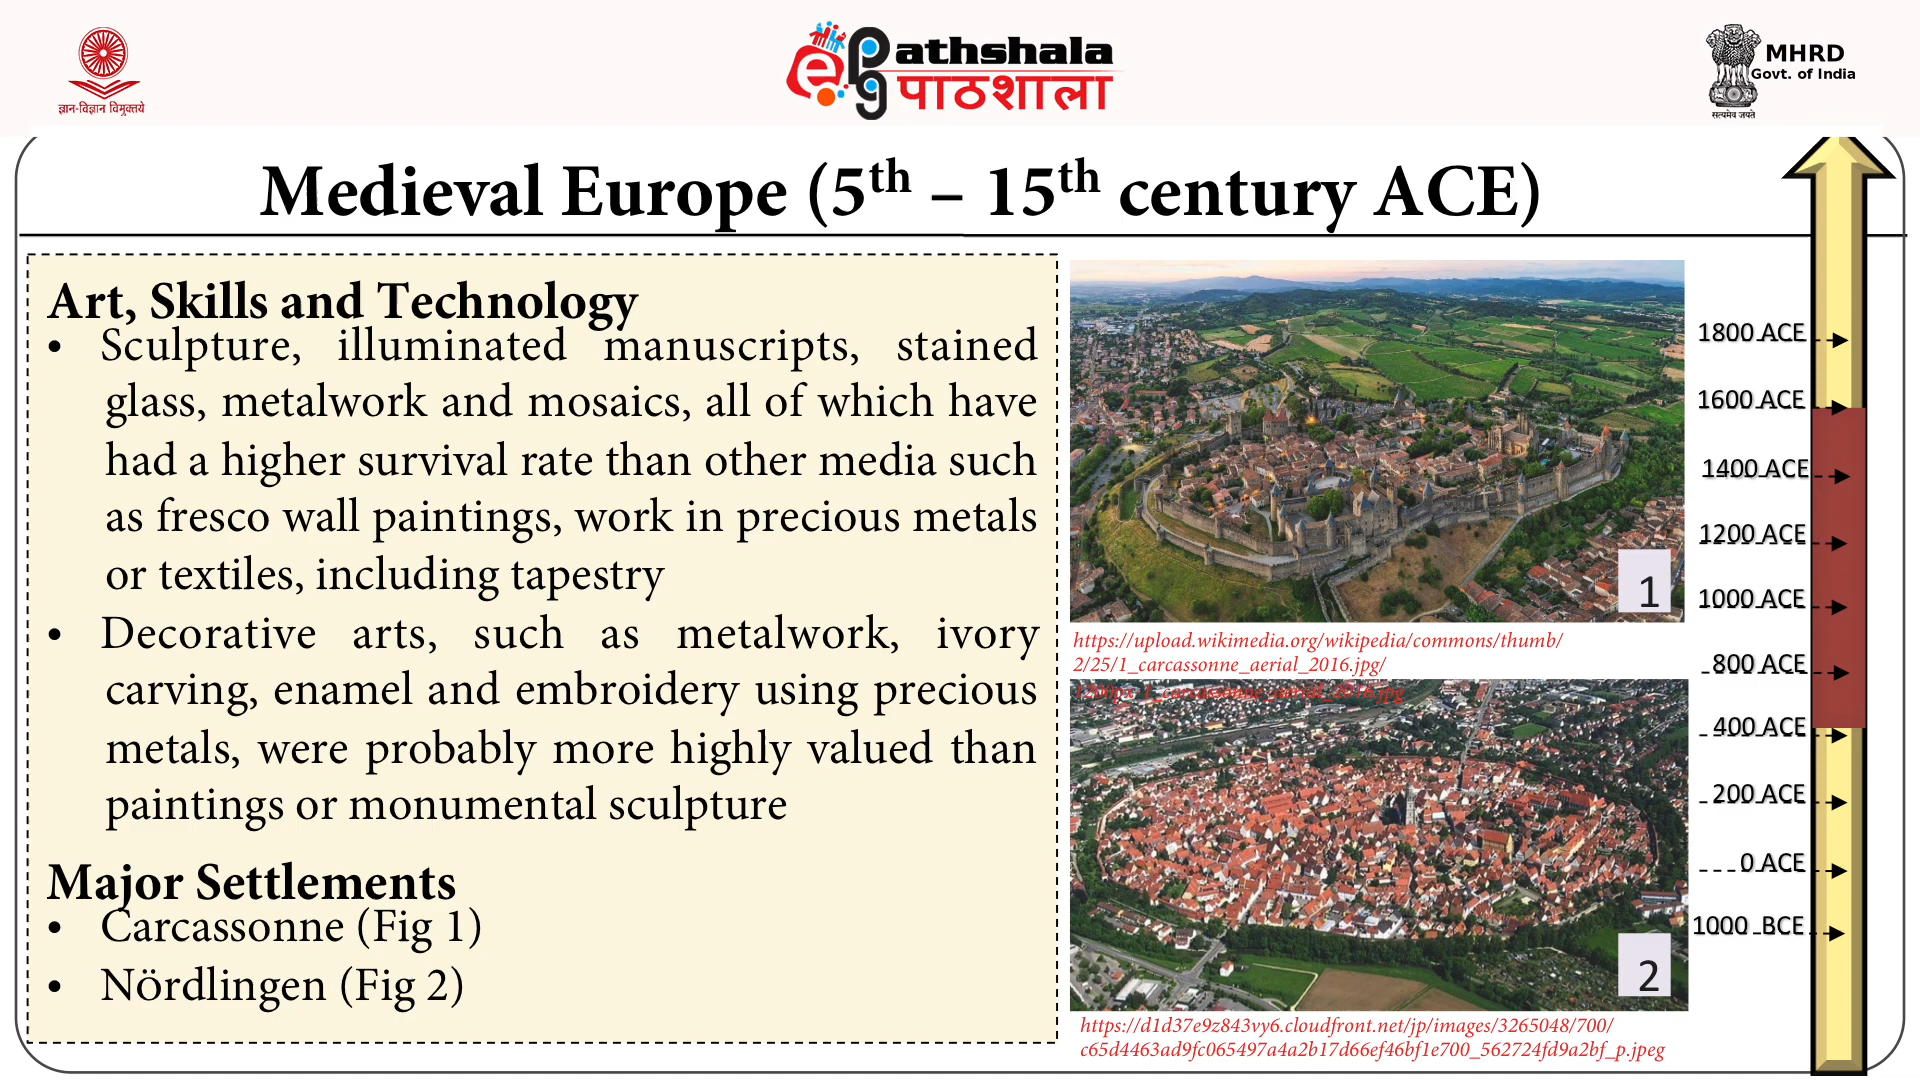 ज्ञान-विज्ञान विमुक्तये
ePGPathshala
पाठशाला
MHRD
Govt. of India
सत्यमेव जयते
Medieval Europe (5th – 15th century ACE)
Art, Skills and Technology
• Sculpture, illuminated manuscripts, stained
glass, metalwork and mosaics, all of which have
had a higher survival rate than other media such
as fresco wall paintings, work in precious metals
or textiles, including tapestry
• Decorative arts, such as metalwork, ivory
carving, enamel and embroidery using precious
metals, were probably more highly valued than
paintings or monumental sculpture
Major Settlements
• Carcassonne (Fig 1)
• Nördlingen (Fig 2)
1
https://upload.wikimedia.org/wikipedia/commons/thumb/
2/25/1_carcassonne_aerial_2016.jpg/
1200px-1_carcassonne_aerial_2016.jpg
2
https://d1d37e9z843vy6.cloudfront.net/jp/images/3265048/700/
c65d4463ad9fc065497a4a2b17d66ef46bf1e700_562724fd9a2bf_p.jpeg
1800 ACE
1600 ACE
1400 ACE
1200 ACE
1000 ACE
800 ACE
400 ACE
200 ACE
0 ACE
1000 BCE